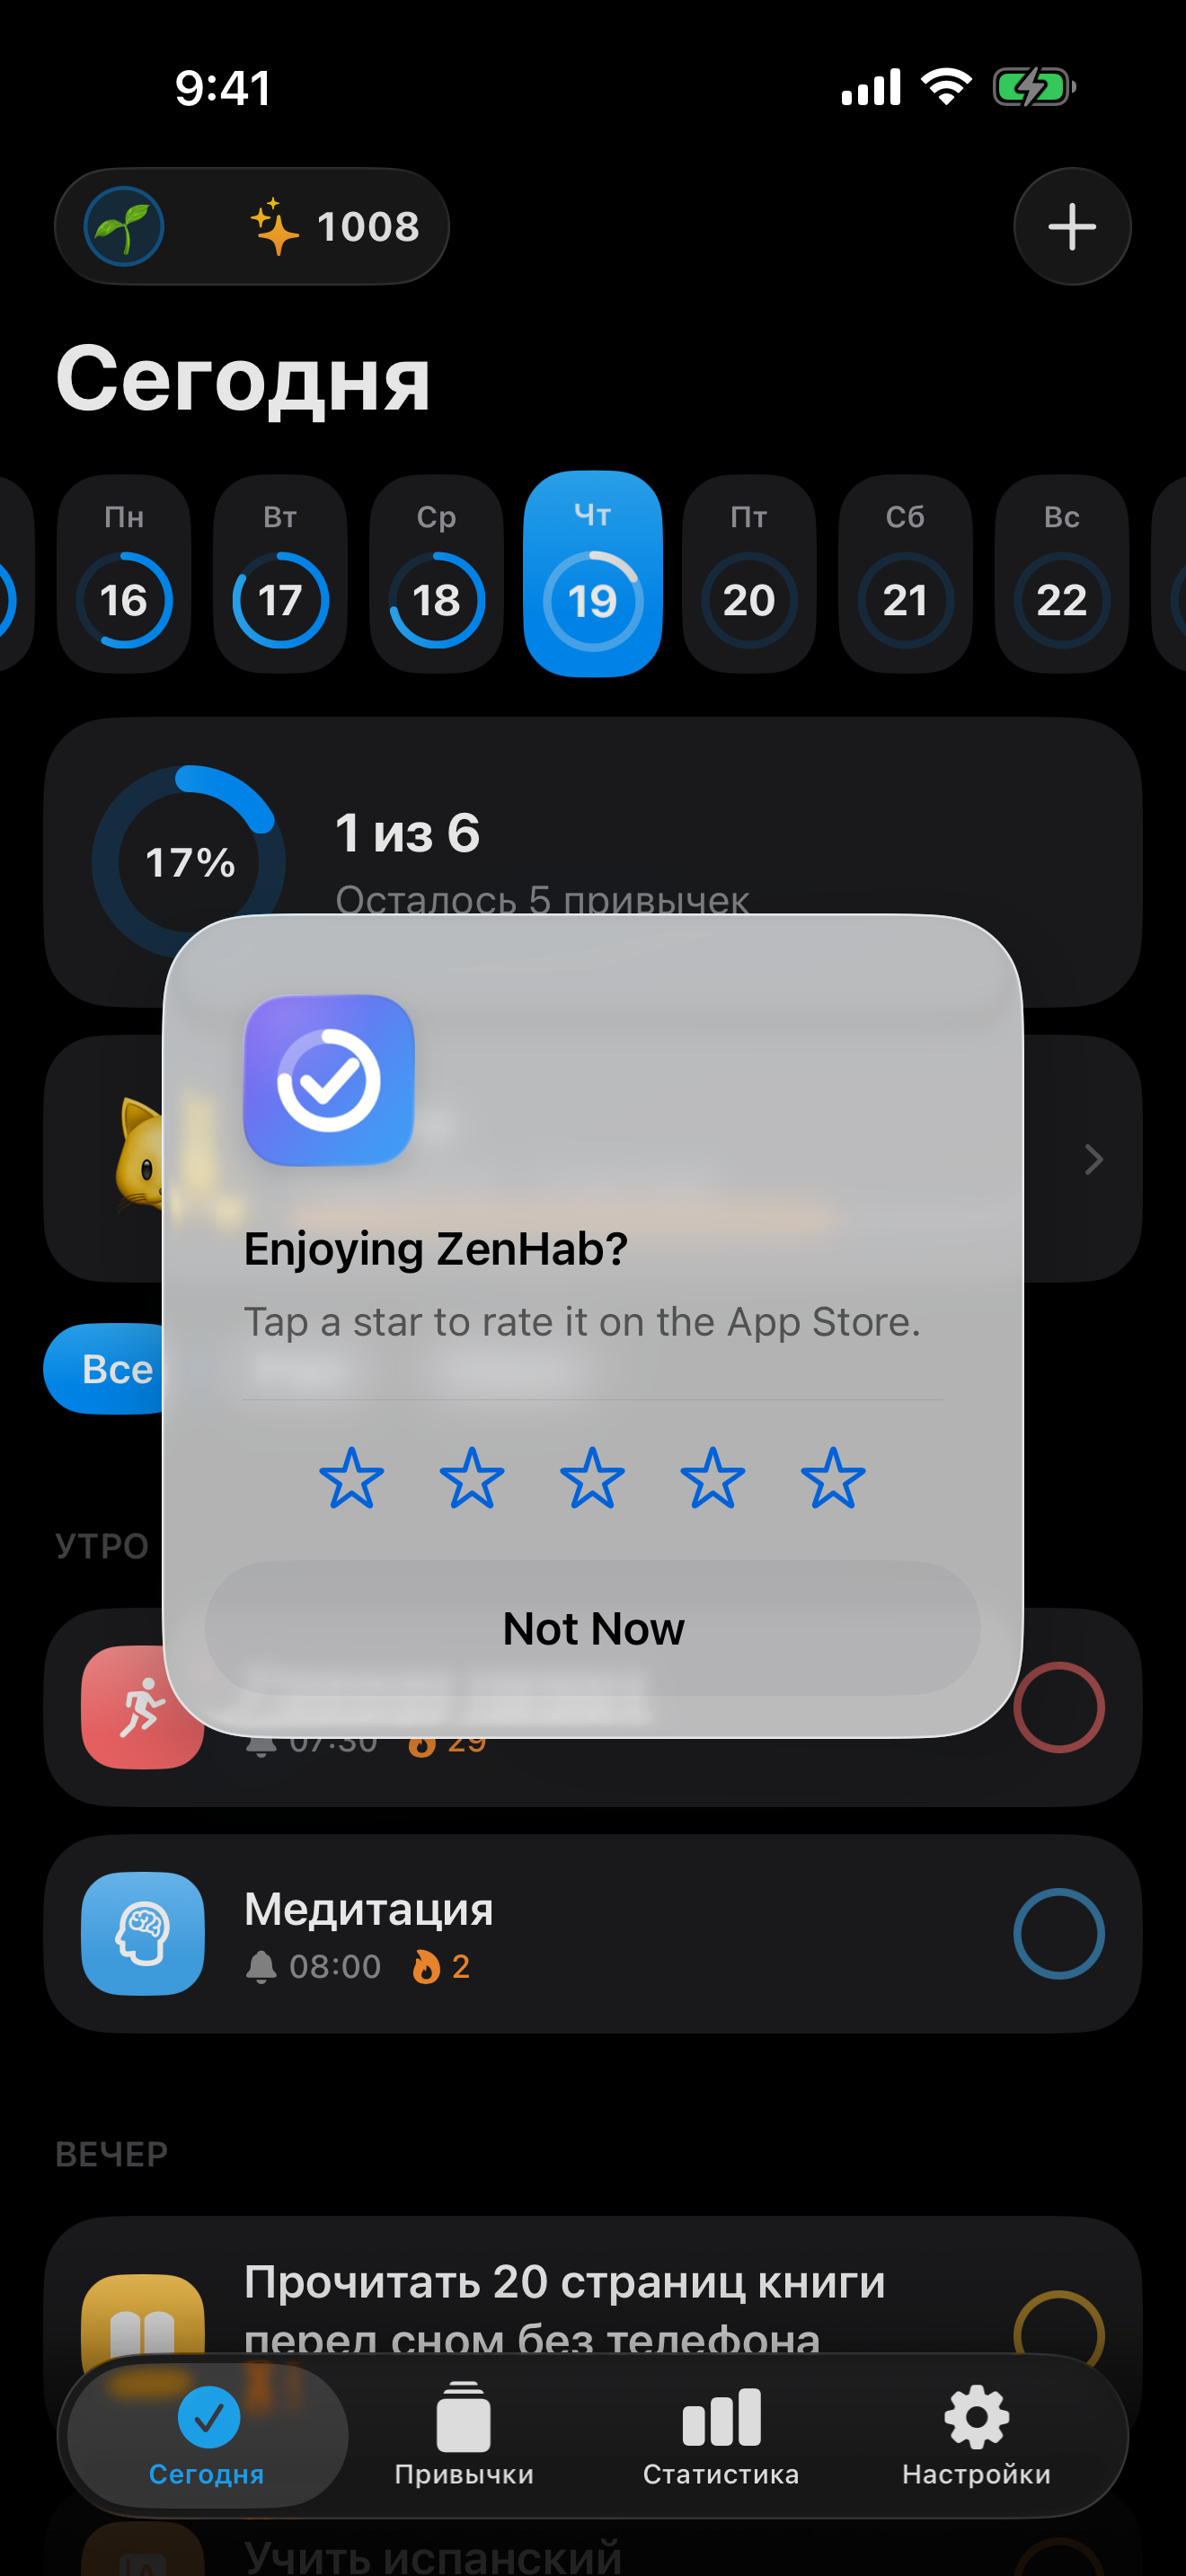 9:41
1008
Сегодня
Пн Вт Ср Чт Пт Сб Вс
16 17 18 19 20 21 22
17%
1 из 6
Осталось 5 привычек
Enjoying ZenHab?
Tap a star to rate it on the App Store.
Все
Not Now
УТРО
07:30 29
Медитация
08:00 2
ВЕЧЕР
Прочитать 20 страниц книги
перед сном без телефона
Сегодня Привычки Статистика Настройки
Учить испанский